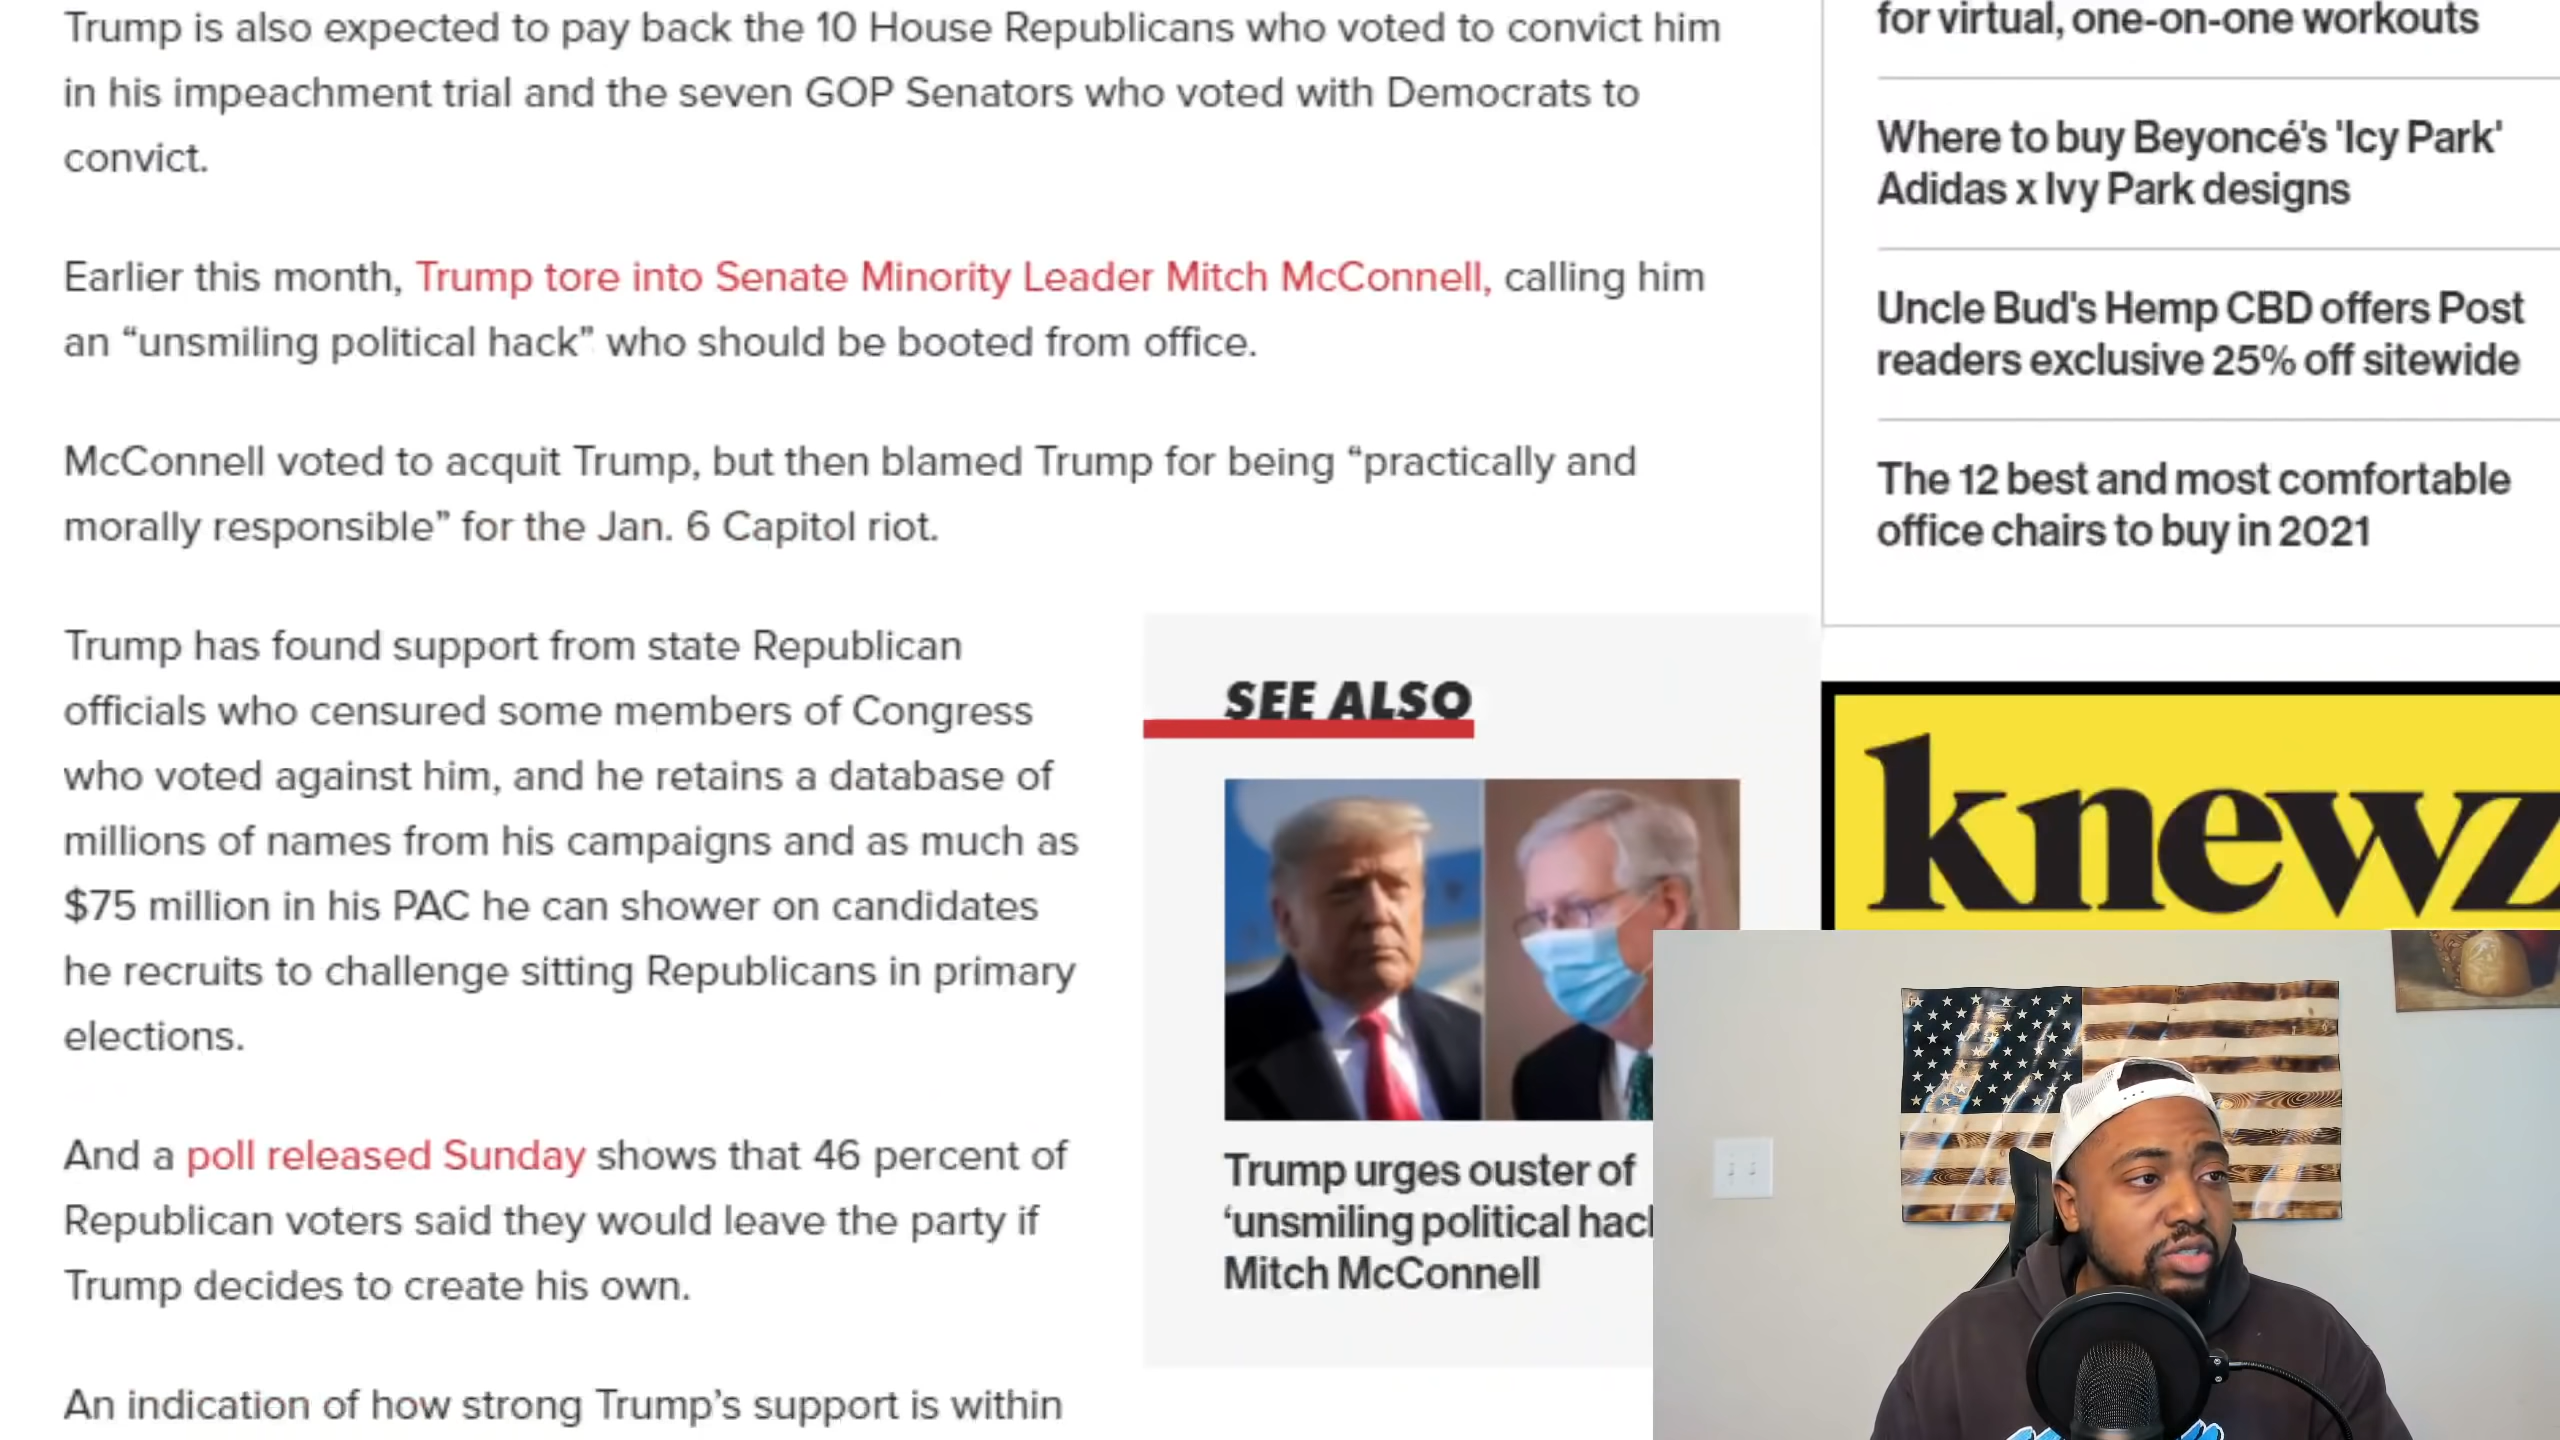 Trump is also expected to pay back the 10 House Republicans who voted to convict him
in his impeachment trial and the seven GOP Senators who voted with Democrats to
convict.
Earlier this month, Trump tore into Senate Minority Leader Mitch McConnell, calling him
an “unsmiling political hack” who should be booted from office.
McConnell voted to acquit Trump, but then blamed Trump for being “practically and
morally responsible” for the Jan. 6 Capitol riot.
Trump has found support from state Republican
officials who censured some members of Congress
who voted against him, and he retains a database of
millions of names from his campaigns and as much as
$75 million in his PAC he can shower on candidates
he recruits to challenge sitting Republicans in primary
elections.
And a poll released Sunday shows that 46 percent of
Republican voters said they would leave the party if
Trump decides to create his own.
An indication of how strong Trump’s support is within
SEE ALSO
Trump urges ouster of
‘unsmiling political hac
Mitch McConnell
for virtual, one-on-one workouts
Where to buy Beyoncé's 'Icy Park'
Adidas x Ivy Park designs
Uncle Bud's Hemp CBD offers Post
readers exclusive 25% off sitewide
The 12 best and most comfortable
office chairs to buy in 2021
knewz